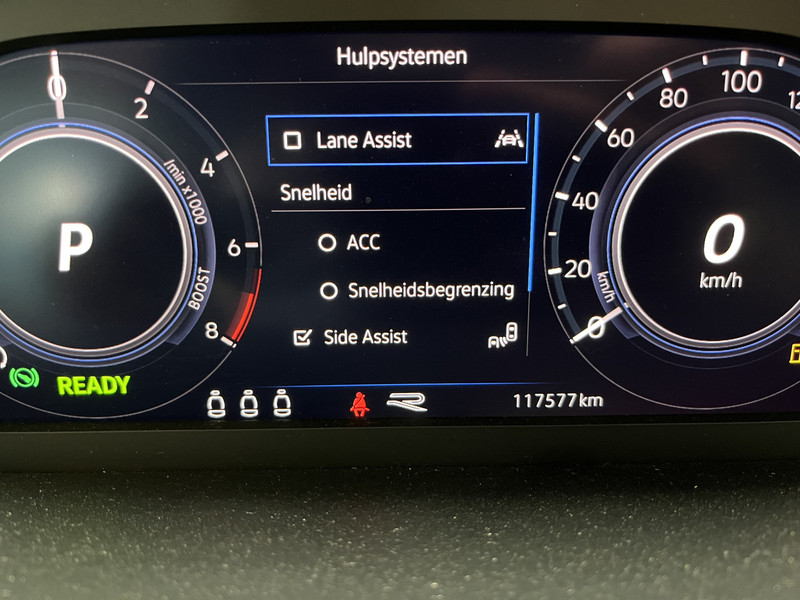 Hulpsystemen
Lane Assist
Snelheid
ACC
Snelheidsbegrenzing
Side Assist
0
2
4
6
8
/min x1000
BOOST
P
READY
0
20
40
60
80
100
km/h
0
km/h
117577km